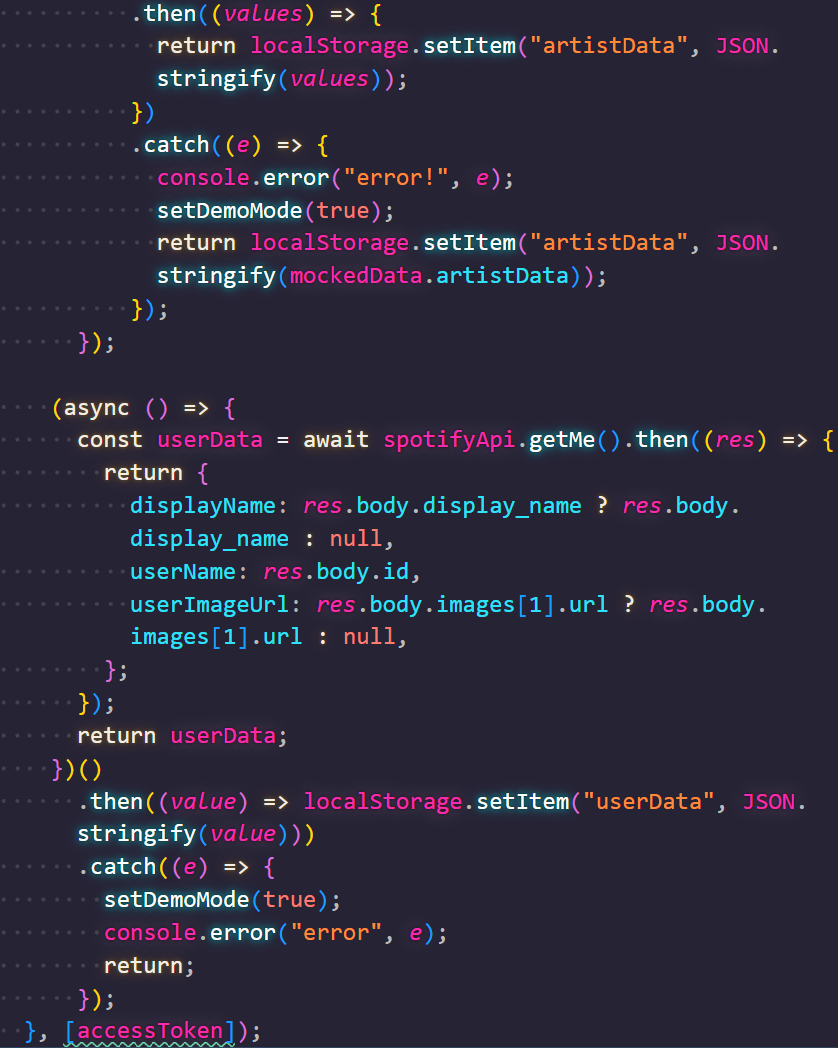 .then((values) => {
return localStorage.setItem("artistData", JSON.
stringify(values));
})
.catch((e) => {
console.error("error!", e);
setDemoMode(true);
return localStorage.setItem("artistData", JSON.
stringify(mockedData.artistData));
});
});
(async () => {
const userData = await spotifyApi.getMe().then((res) => {
return {
displayName: res.body.display_name ? res.body.
display_name : null,
userName: res.body.id,
userImageUrl: res.body.images[1].url ? res.body.
images[1].url : null,
};
});
return userData;
})()
.then((value) => localStorage.setItem("userData", JSON.
stringify(value)))
.catch((e) => {
setDemoMode(true);
console.error("error", e);
return;
});
}, [accessToken]);